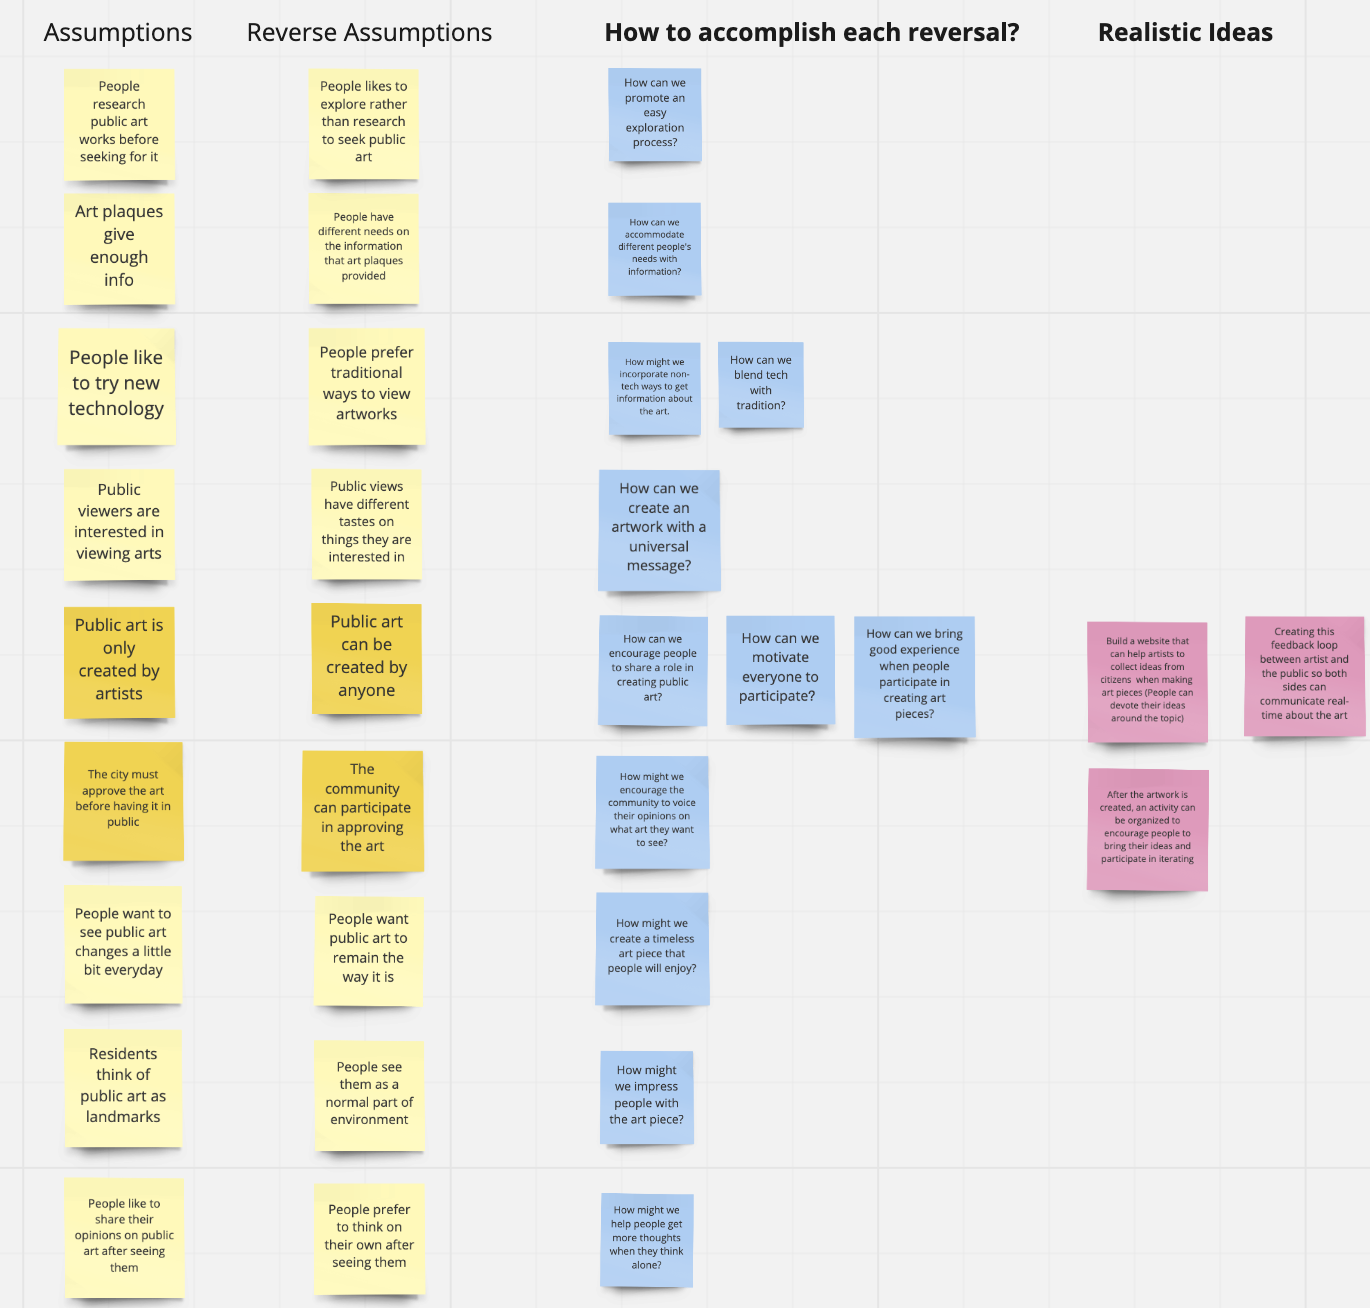 Assumptions
Reverse Assumptions
How to accomplish each reversal?
Realistic Ideas
People
research
public art
works before
seeking for it
People likes to
explore rather
than research
to seek public
art
How can we
promote an
easy
exploration
process?
Art plaques
give
enough
info
People have
different needs on
the information
that art plaques
provided
How can we
accommodate
different people's
needs with
information?
People like
to try new
technology
People prefer
traditional
ways to view
artworks
How might we
incorporate non-
tech ways to get
information about
the art.
How can we
blend tech
with
tradition?
Public
viewers are
interested in
viewing arts
Public views
have different
tastes on
things they are
interested in
How can we
create an
artwork with a
universal
message?
Public art is
only
created by
artists
Public art
can be
created by
anyone
How can we
encourage people
to share a role in
creating public
art?
How can we
motivate
everyone to
participate?
How can we bring
good experience
when people
participate in
creating art
pieces?
Build a website that
can help artists to
collect ideas from
citizens when making
art pieces (People can
devote their ideas
around the topic)
Creating this
feedback loop
between artist and
the public so both
sides can
communicate real-
time about the art
The city must
approve the art
before having it in
public
The
community
can participate
in approving
the art
How might we
encourage the
community to voice
their opinions on
what art they want
to see?
After the artwork is
created, an activity can
be organized to
encourage people to
bring their ideas and
participate in iterating
People want to
see public art
changes a little
bit everyday
People want
public art to
remain the
way it is
How might we
create a timeless
art piece that
people will enjoy?
Residents
think of
public art as
landmarks
People see
them as a
normal part of
environment
How might
we impress
people with
the art piece?
People like to
share their
opinions on public
art after seeing
them
People prefer
to think on
their own after
seeing them
How might we
help people get
more thoughts
when they think
alone?